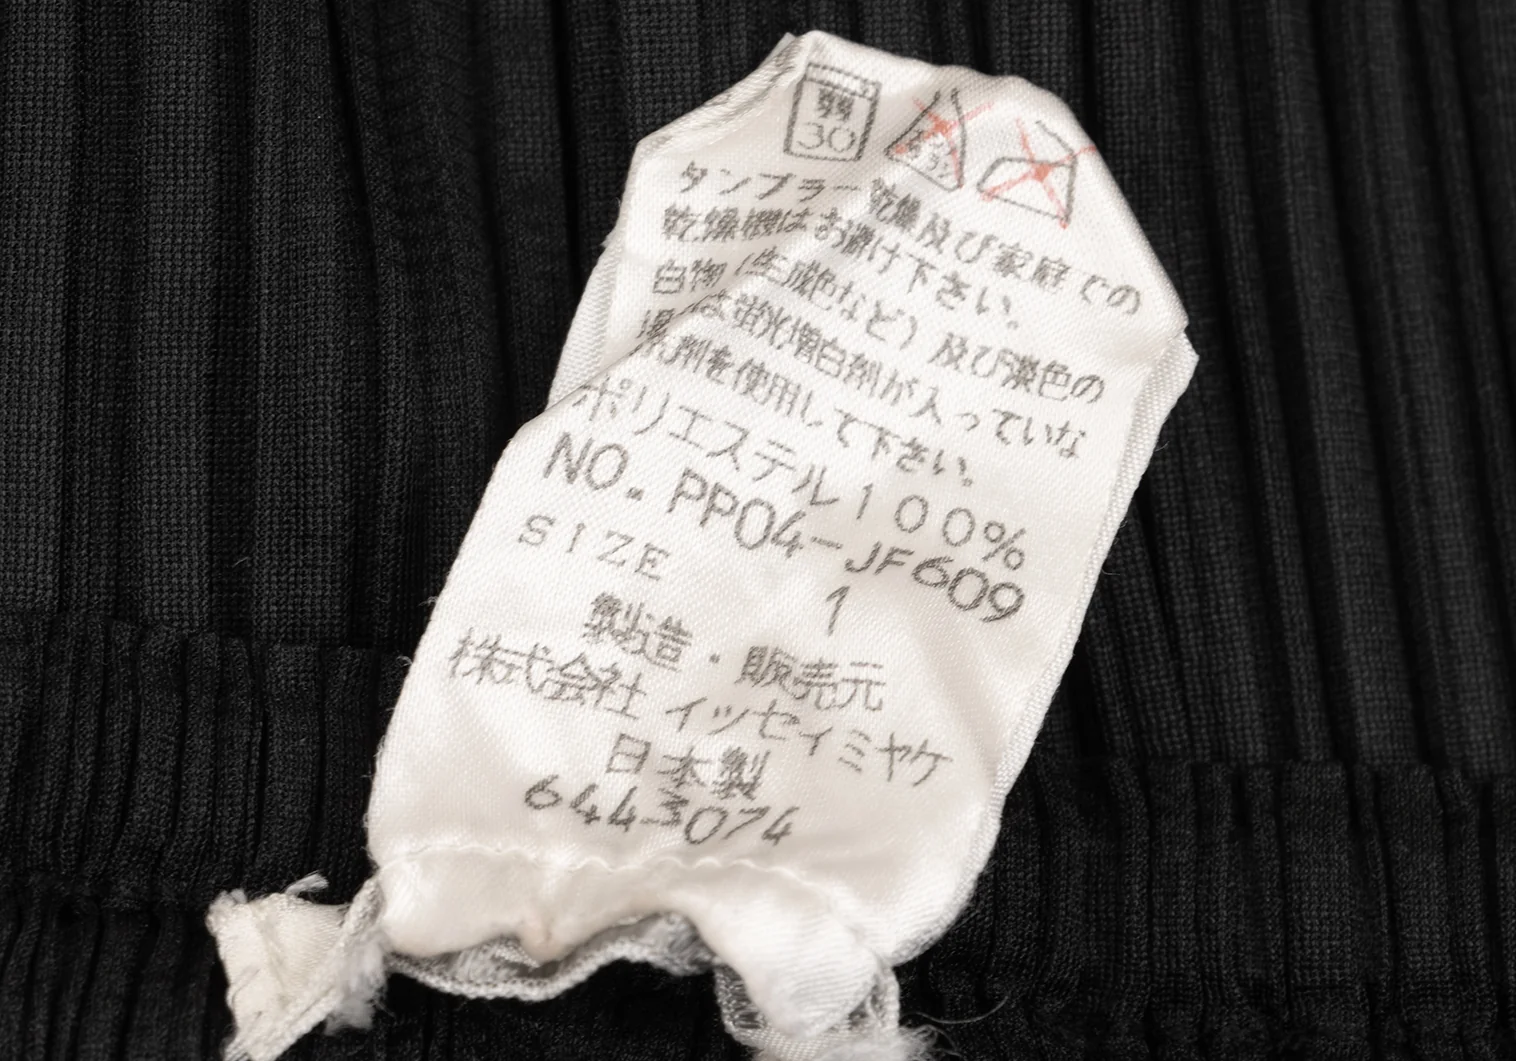 弱 30
タンブラー乾燥及び家庭での
乾燥機はお避け下さい。
白物(生成色など)及び淡色の
は蛍光増白剤が入っていな
洗剤を使用して下さい。
ポリエステル100%
NO. PP04-JF609
SIZE 1
製造・販売元
株式会社 イッセイミヤケ
日本製
6443074